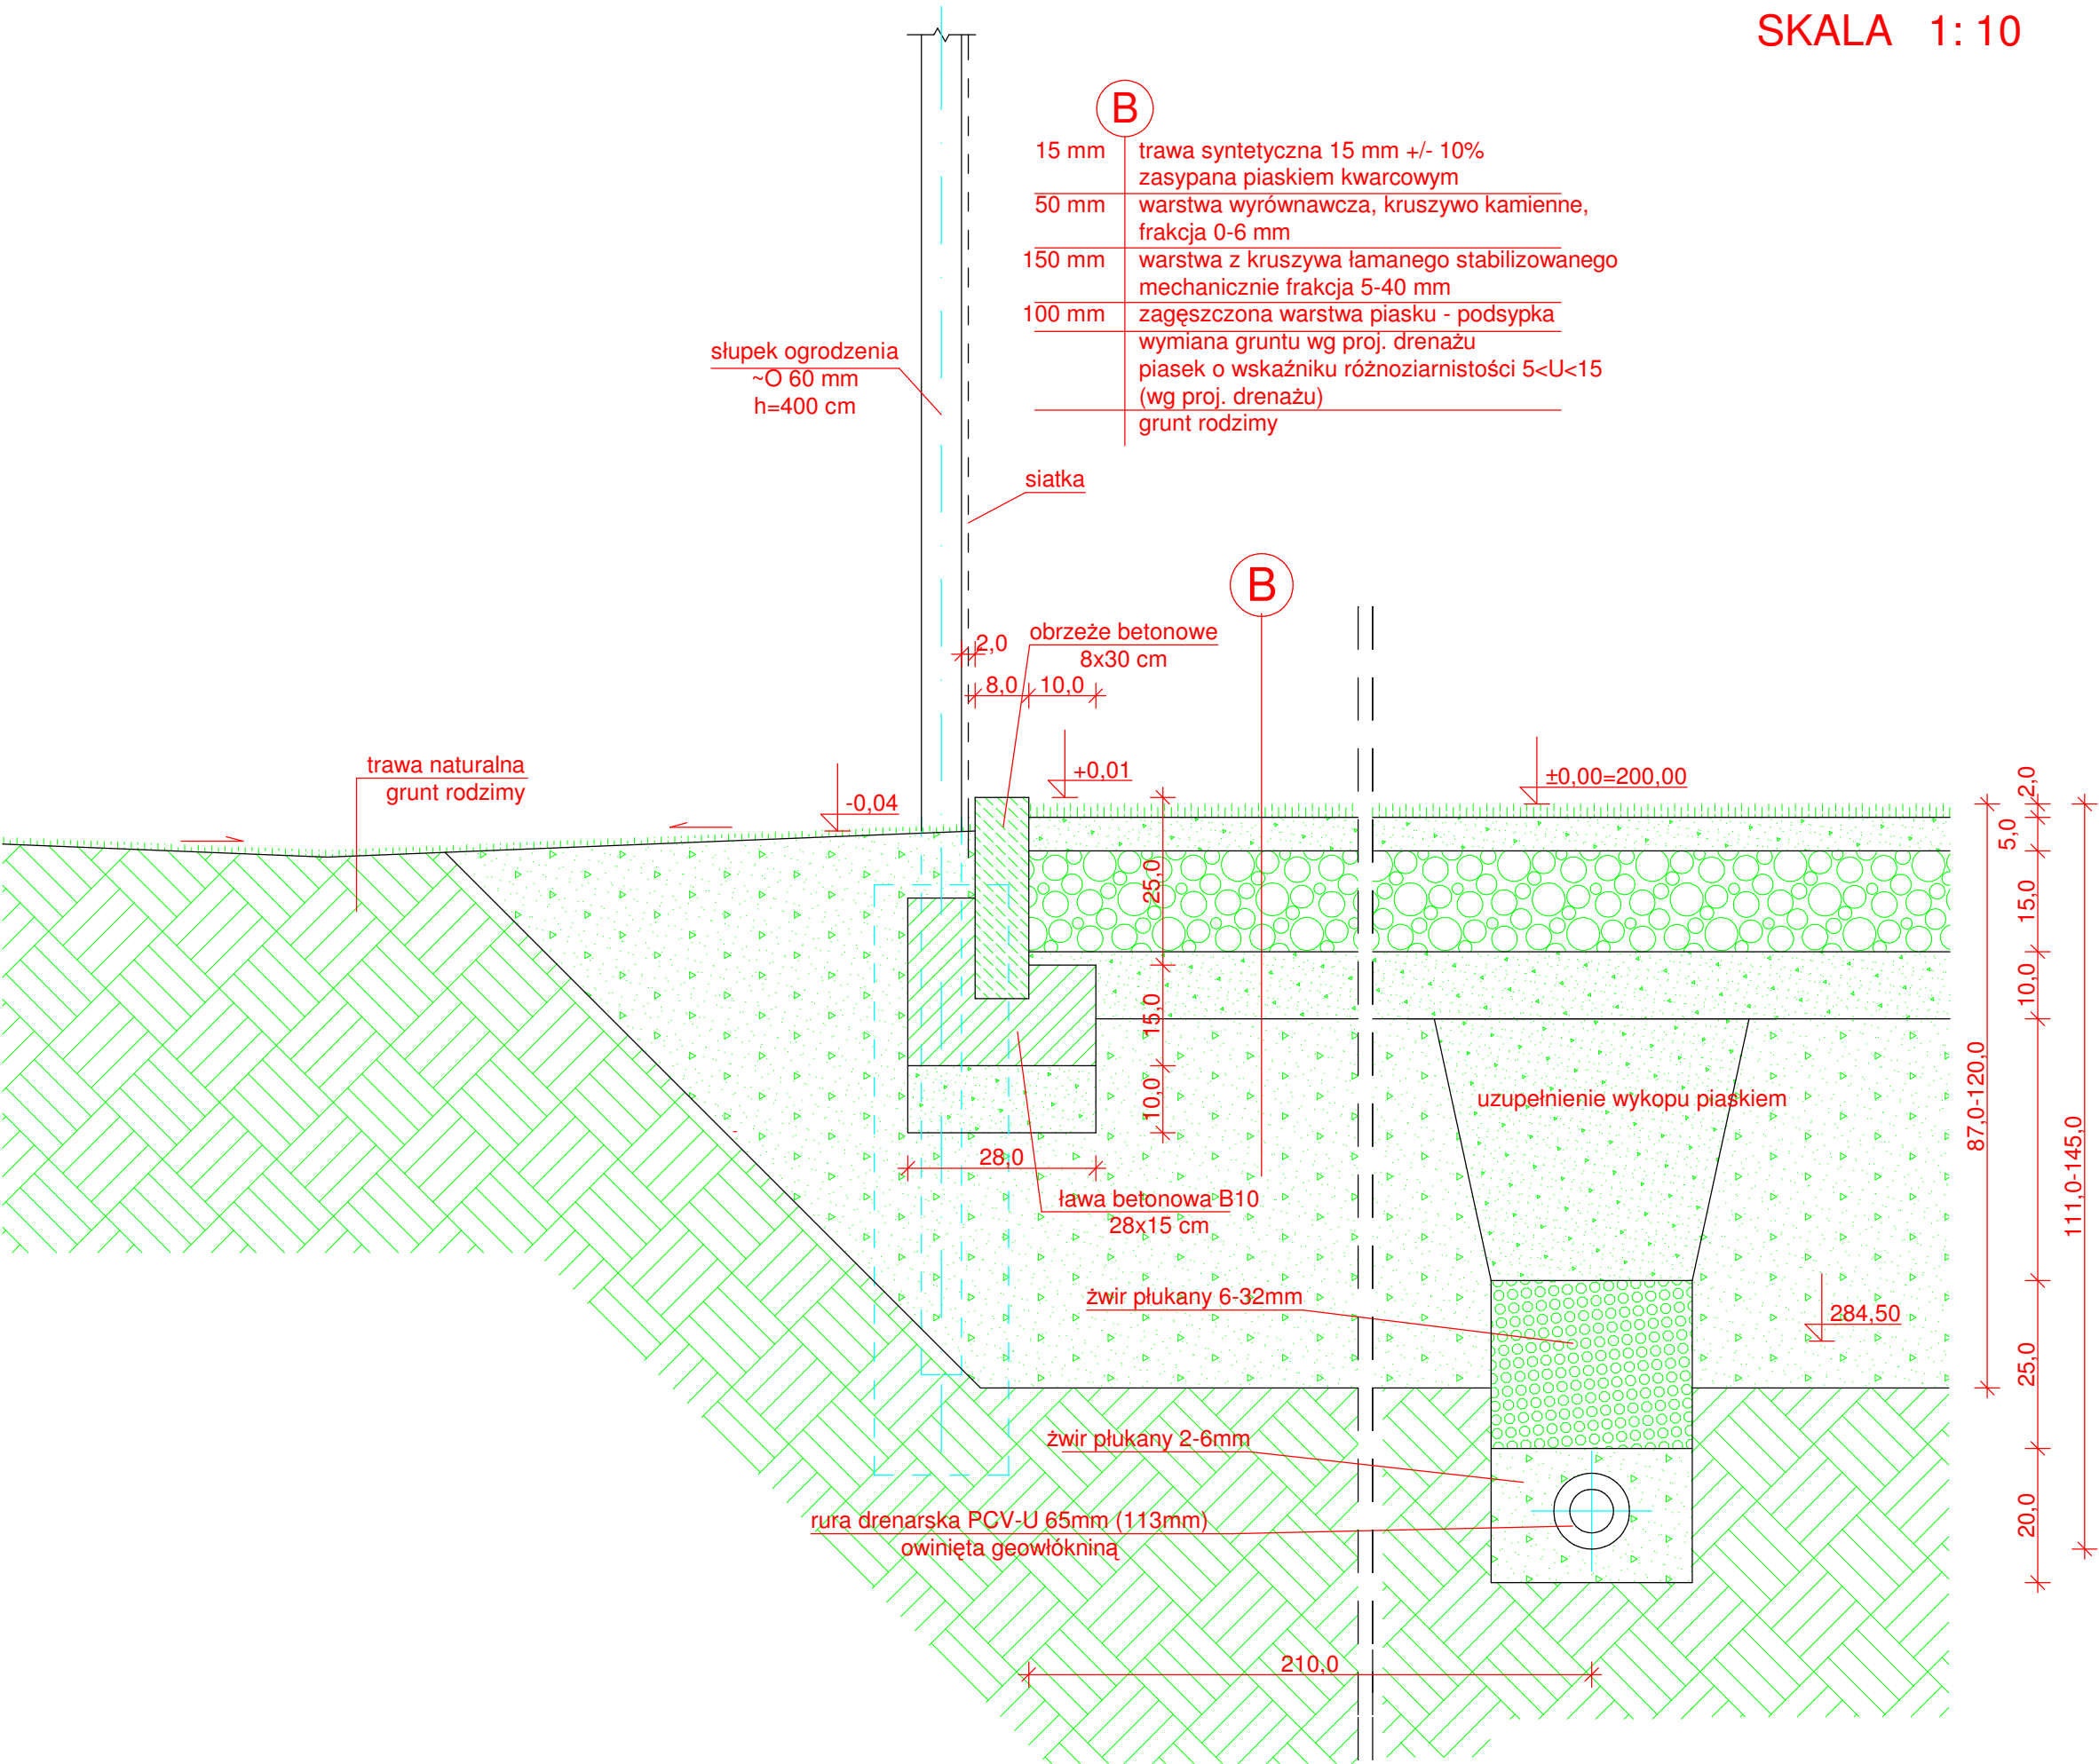 SKALA 1: 10
B
15 mm trawa syntetyczna 15 mm +/- 10%
zasypana piaskiem kwarcowym
50 mm warstwa wyrównawcza, kruszywo kamienne,
frakcja 0-6 mm
150 mm warstwa z kruszywa łamanego stabilizowanego
mechanicznie frakcja 5-40 mm
100 mm zagęszczona warstwa piasku - podsypka
wymiana gruntu wg proj. drenażu
piasek o wskaźniku różnoziarnistości 5<U<15
(wg proj. drenażu)
grunt rodzimy
słupek ogrodzenia
~O 60 mm
h=400 cm
siatka
B
obrzeże betonowe
8x30 cm
2,0
8,0 10,0
trawa naturalna
grunt rodzimy
-0,04
+0,01
±0,00=200,00
2,0
5,0
15,0
10,0
25,0
15,0
10,0
28,0
ława betonowa B10
28x15 cm
uzupełnienie wykopu piaskiem
87,0-120,0
111,0-145,0
żwir płukany 6-32mm
284,50
25,0
żwir płukany 2-6mm
rura drenarska PCV-U 65mm (113mm)
owinięta geowłókniną
20,0
210,0